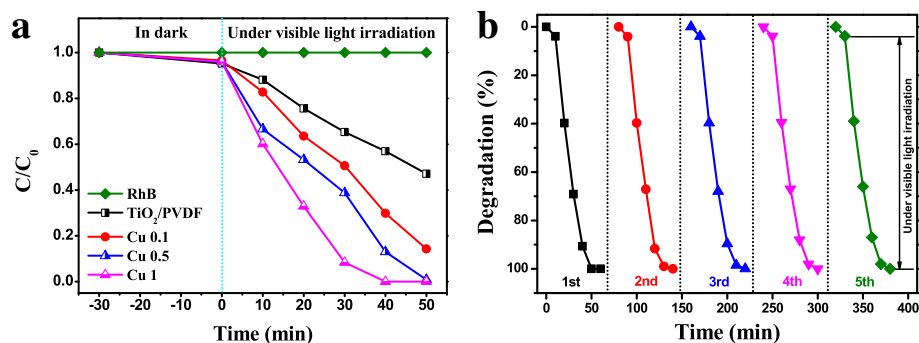 a
In dark
Under visible light irradiation
1.0
0.8
0.6
0.4
0.2
0.0
C/C0
RhB
TiO2/PVDF
Cu 0.1
Cu 0.5
Cu 1
-30
-20
-10
0
10
20
30
40
50
Time (min)
b
0
20
40
60
80
100
Degradation (%)
Under visible light irradiation
1st
2nd
3rd
4th
5th
0
50
100
150
200
250
300
350
400
Time (min)